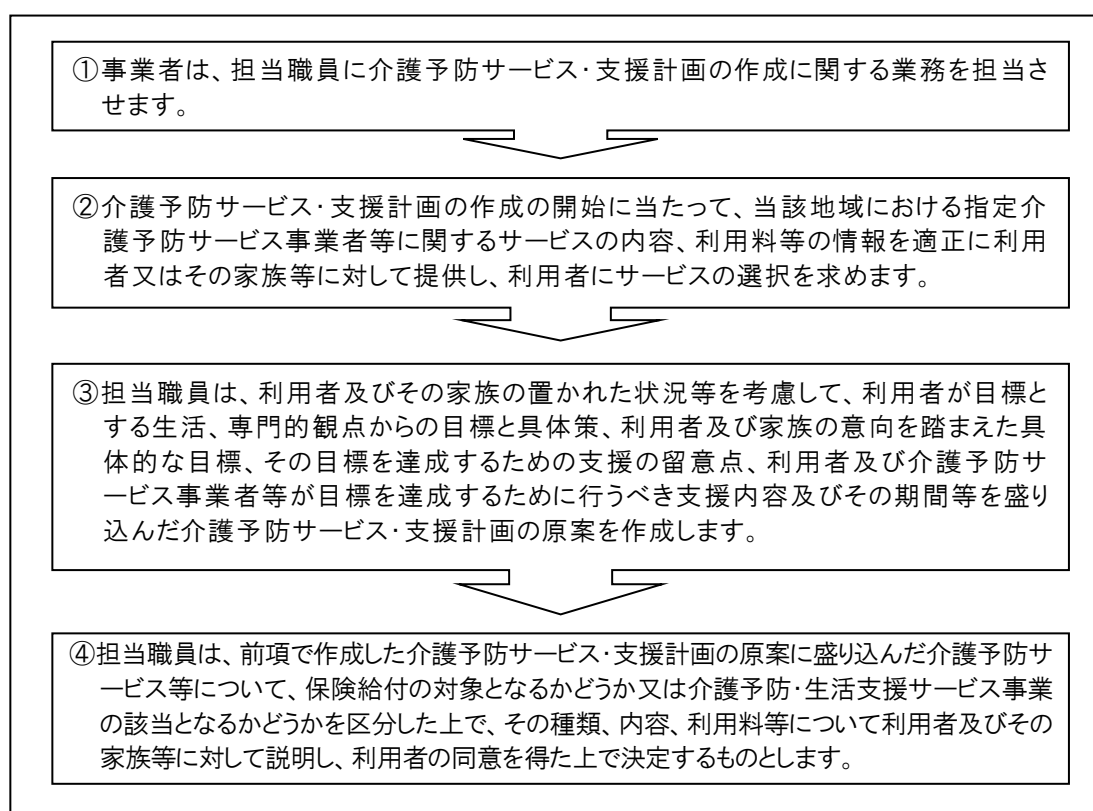 ①事業者は、担当職員に介護予防サービス・支援計画の作成に関する業務を担当さ
せます。
②介護予防サービス・支援計画の作成の開始に当たって、当該地域における指定介
護予防サービス事業者等に関するサービスの内容、利用料等の情報を適正に利用
者又はその家族等に対して提供し、利用者にサービスの選択を求めます。
③担当職員は、利用者及びその家族の置かれた状況等を考慮して、利用者が目標と
する生活、専門的観点からの目標と具体策、利用者及び家族の意向を踏まえた具
体的な目標、その目標を達成するための支援の留意点、利用者及び介護予防サ
ービス事業者等が目標を達成するために行うべき支援内容及びその期間等を盛り
込んだ介護予防サービス・支援計画の原案を作成します。
④担当職員は、前項で作成した介護予防サービス・支援計画の原案に盛り込んだ介護予防サ
ービス等について、保険給付の対象となるかどうか又は介護予防・生活支援サービス事業
の該当となるかどうかを区分した上で、その種類、内容、利用料等について利用者及びその
家族等に対して説明し、利用者の同意を得た上で決定するものとします。